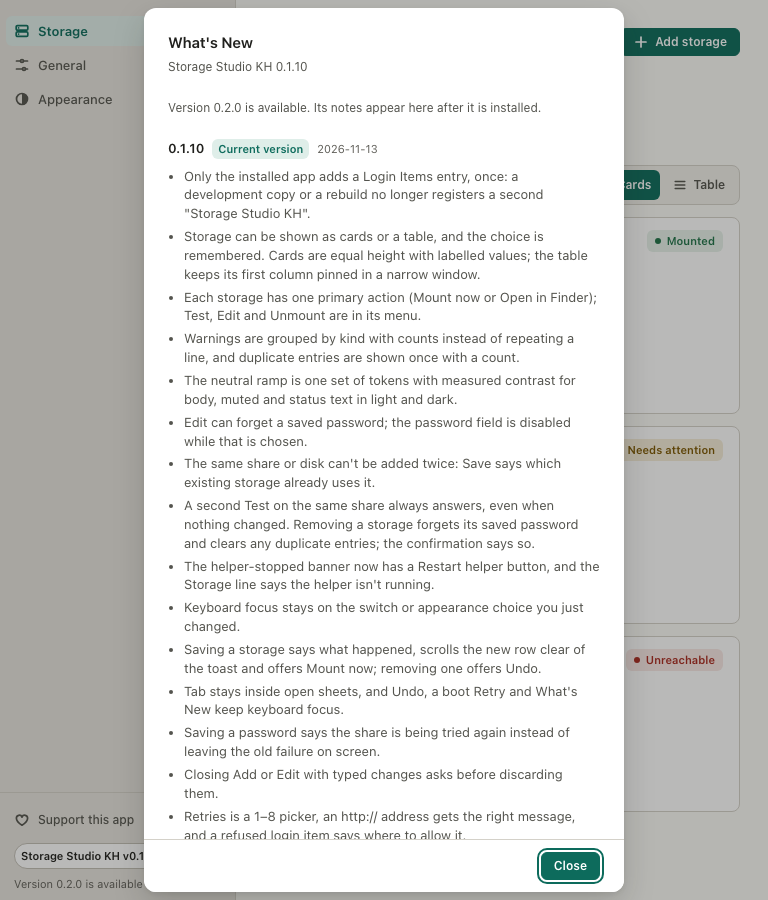 Storage
General
Appearance
Add storage
Cards
Table
Mounted
Needs attention
Unreachable
What's New
Storage Studio KH 0.1.10
Version 0.2.0 is available. Its notes appear here after it is installed.
0.1.10 Current version 2026-11-13
• Only the installed app adds a Login Items entry, once: a
development copy or a rebuild no longer registers a second
"Storage Studio KH".
• Storage can be shown as cards or a table, and the choice is
remembered. Cards are equal height with labelled values; the table
keeps its first column pinned in a narrow window.
• Each storage has one primary action (Mount now or Open in Finder);
Test, Edit and Unmount are in its menu.
• Warnings are grouped by kind with counts instead of repeating a
line, and duplicate entries are shown once with a count.
• The neutral ramp is one set of tokens with measured contrast for
body, muted and status text in light and dark.
• Edit can forget a saved password; the password field is disabled
while that is chosen.
• The same share or disk can't be added twice: Save says which
existing storage already uses it.
• A second Test on the same share always answers, even when
nothing changed. Removing a storage forgets its saved password
and clears any duplicate entries; the confirmation says so.
• The helper-stopped banner now has a Restart helper button, and the
Storage line says the helper isn't running.
• Keyboard focus stays on the switch or appearance choice you just
changed.
• Saving a storage says what happened, scrolls the new row clear of
the toast and offers Mount now; removing one offers Undo.
• Tab stays inside open sheets, and Undo, a boot Retry and What's
New keep keyboard focus.
• Saving a password says the share is being tried again instead of
leaving the old failure on screen.
• Closing Add or Edit with typed changes asks before discarding
them.
• Retries is a 1–8 picker, an http:// address gets the right message,
and a refused login item says where to allow it.
Close
Support this app
Storage Studio KH v0.1
Version 0.2.0 is available